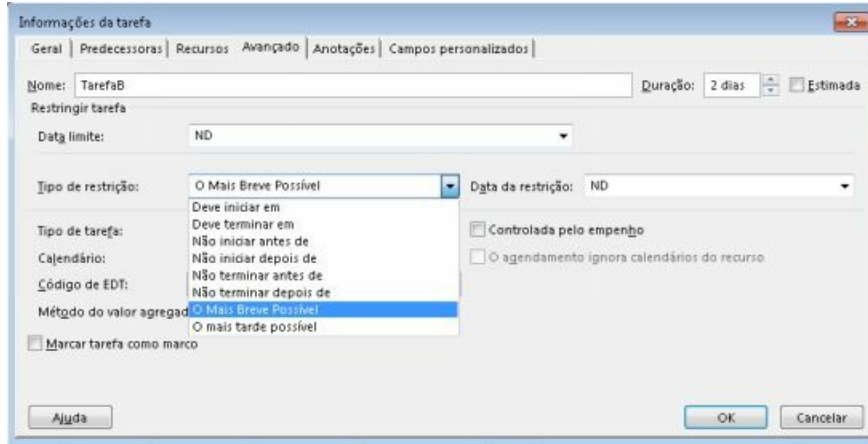 Informações da tarefa
Geral Predecessoras Recursos Avançado Anotações Campos personalizados
Nome: TarefaB Duração: 2 dias Estimada
Restringir tarefa
Data limite: ND
Tipo de restrição: O Mais Breve Possível Data da restrição: ND
Deve iniciar em
Tipo de tarefa: Deve terminar em Controlada pelo empenho
Não iniciar antes de
Calendário: Não iniciar depois de O agendamento ignora calendários do recurso
Não terminar antes de
Código de EDT: Não terminar depois de
Método do valor agregad O Mais Breve Possível
O mais tarde possível
Marcar tarefa como marco
Ajuda OK Cancelar